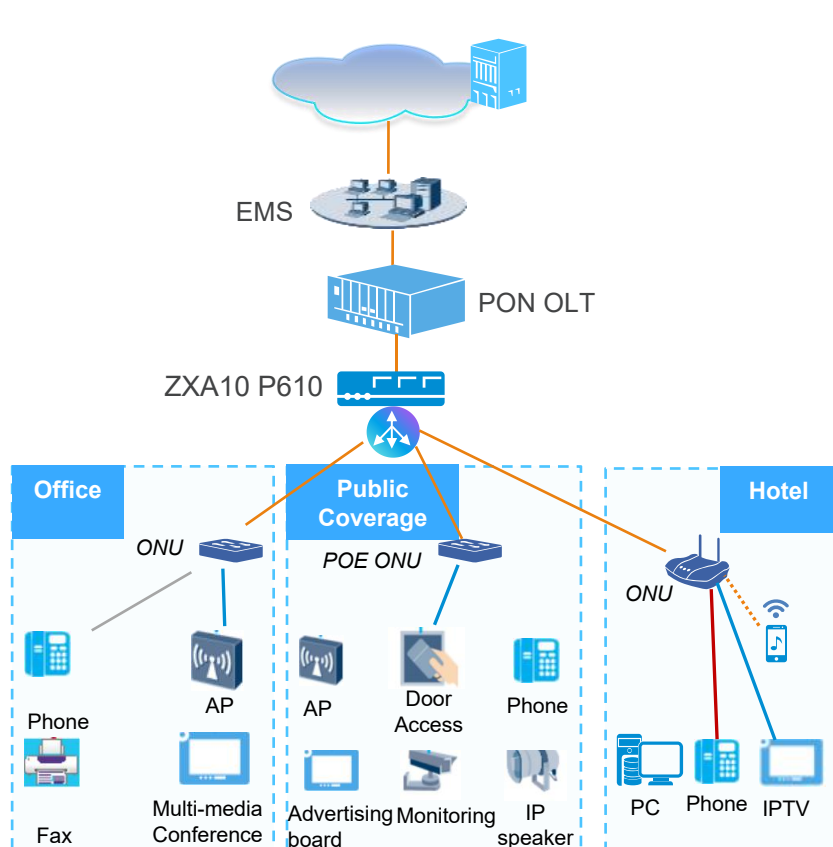 EMS
PON OLT
ZXA10 P610
Office
Public
Coverage
Hotel
ONU
POE ONU
ONU
Phone
AP
AP
Door
Access
Phone
Fax
Multi-media
Conference
Advertising
board
Monitoring
IP
speaker
PC
Phone
IPTV